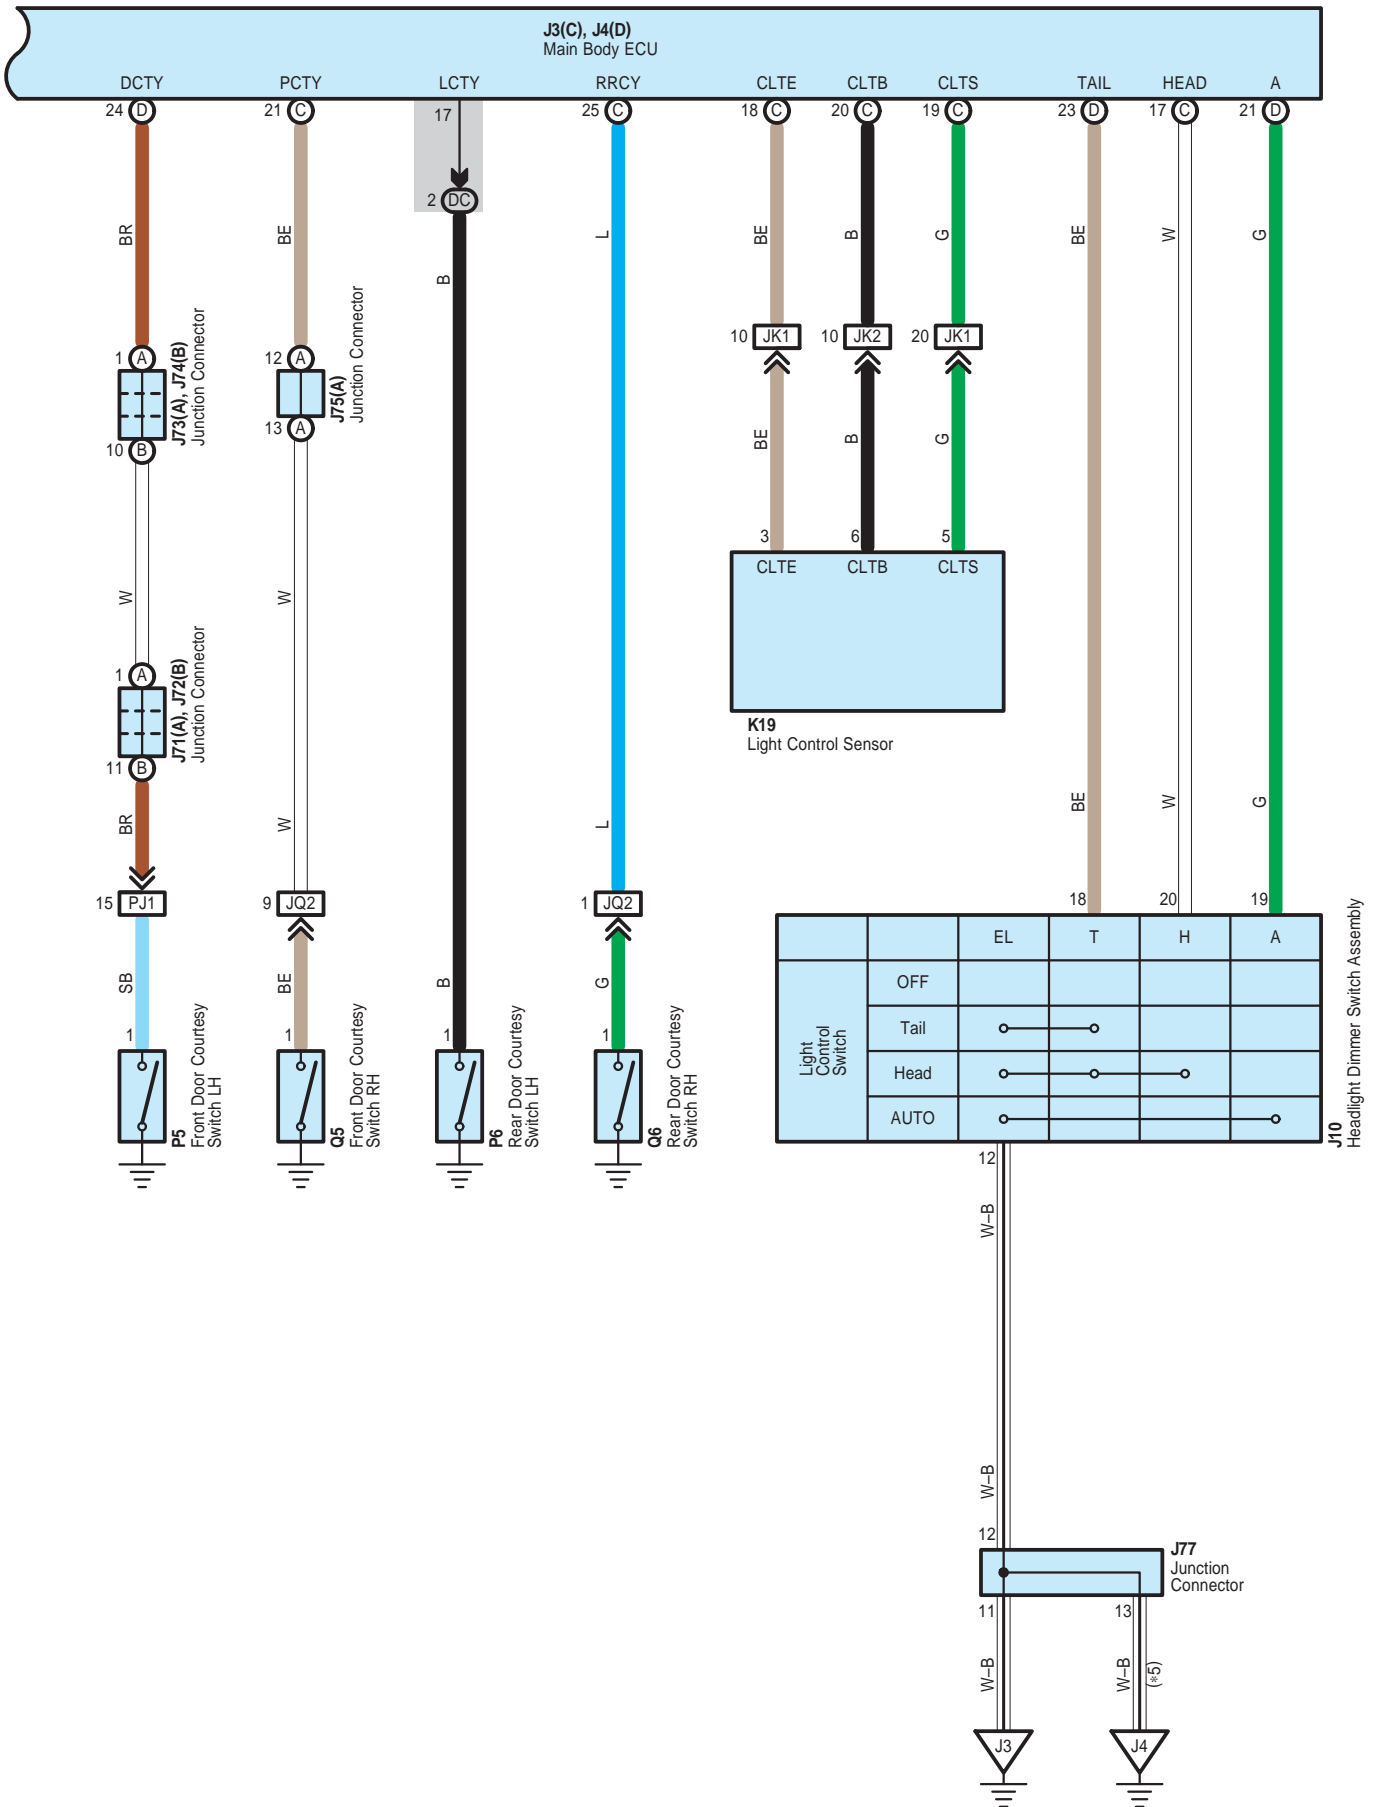 J3(C), J4(D)
Main Body ECU
DCTY PCTY LCTY RRCY CLTE CLTB CLTS TAIL HEAD A
24 D 21 C 17 25 C 18 C 20 C 19 C 23 D 17 C 21 D
2 DC
BR BE L BE B G BE W G
B
10 JK1 10 JK2 20 JK1
1 A 12 A
J73(A), J74(B)
Junction Connector
J75(A)
Junction Connector
10 B 13 A
BE B G
3 6 5
CLTE CLTB CLTS
W W
1 A
J71(A), J72(B)
Junction Connector
11 B
K19
Light Control Sensor
BR W L BE W G
15 PJ1 9 JQ2 1 JQ2
18 20 19
SB BE B G
1 1 1 1
P5
Front Door Courtesy
Switch LH
Q5
Front Door Courtesy
Switch RH
P6
Rear Door Courtesy
Switch LH
Q6
Rear Door Courtesy
Switch RH
EL T H A
Light
Control
Switch
OFF
Tail
Head
AUTO
J10
Headlight Dimmer Switch Assembly
12
W–B
W–B
12
J77
Junction
Connector
11 13
W–B W–B
(*5)
J3 J4